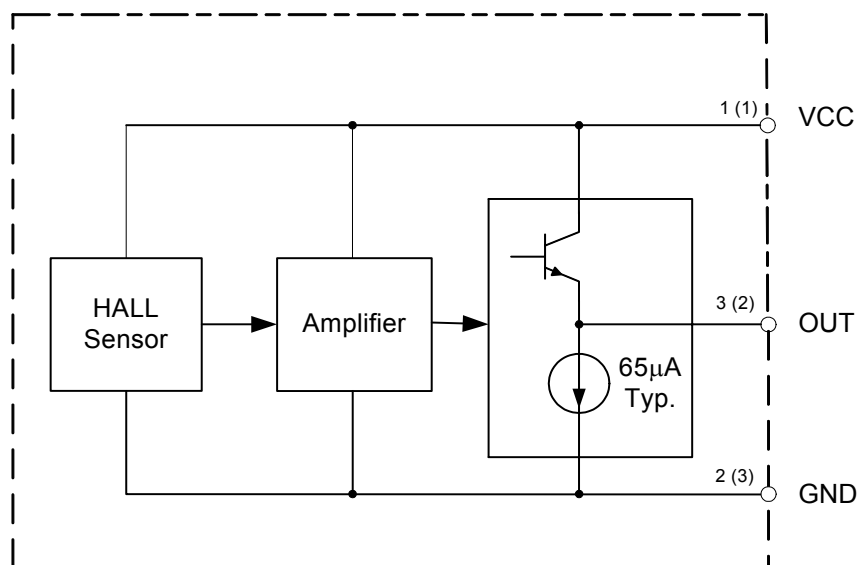 1 (1) VCC
HALL
Sensor
Amplifier
3 (2) OUT
65μA
Typ.
2 (3) GND